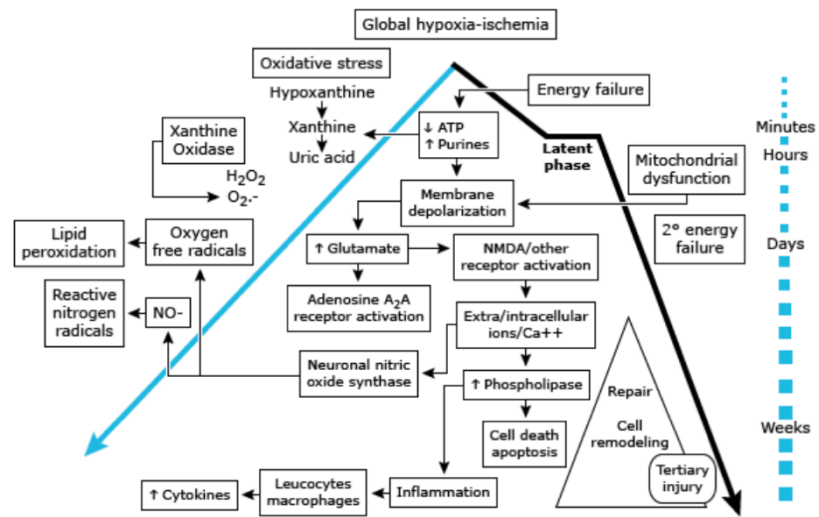 Global hypoxia-ischemia
Oxidative stress
Hypoxanthine
Xanthine
Uric acid
Energy failure
↓ ATP
↑ Purines
Xanthine
Oxidase
H₂O₂
O₂·-
Latent
phase
Minutes
Hours
Days
Weeks
Mitochondrial
dysfunction
Membrane
depolarization
2° energy
failure
Lipid
peroxidation
Oxygen
free radicals
↑ Glutamate
NMDA/other
receptor activation
Adenosine A₂A
receptor activation
Reactive
nitrogen
radicals
NO-
Extra/intracellular
ions/Ca++
Neuronal nitric
oxide synthase
↑ Phospholipase
Repair
Cell
remodeling
Cell death
apoptosis
Tertiary
injury
↑ Cytokines
Leucocytes
macrophages
Inflammation